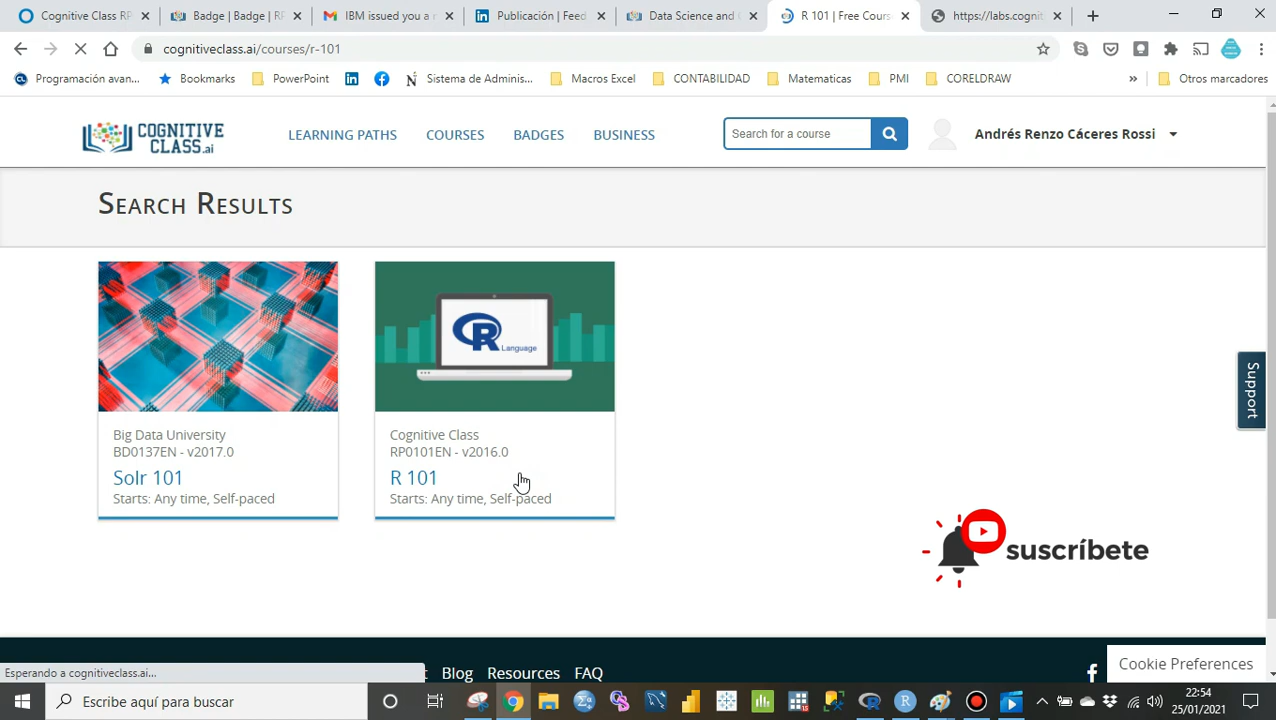 Cognitive Class RP
Badge | Badge | RP
IBM issued you a n
Publicación | Feed
Data Science and C
R 101 | Free Cours
https://labs.cognit
cognitiveclass.ai/courses/r-101
Programación avan...
Bookmarks
PowerPoint
Sistema de Adminis...
Macros Excel
CONTABILIDAD
Matematicas
PMI
CORELDRAW
»
Otros marcadores
COGNITIVE
CLASS.ai
LEARNING PATHS
COURSES
BADGES
BUSINESS
Search for a course
Andrés Renzo Cáceres Rossi
Search Results
R Language
Support
Big Data University
BD0137EN - v2017.0
Solr 101
Starts: Any time, Self-paced
Cognitive Class
RP0101EN - v2016.0
R 101
Starts: Any time, Self-paced
suscríbete
Esperando a cognitiveclass.ai...
t
Blog
Resources
FAQ
Cookie Preferences
Escribe aquí para buscar
22:54
25/01/2021